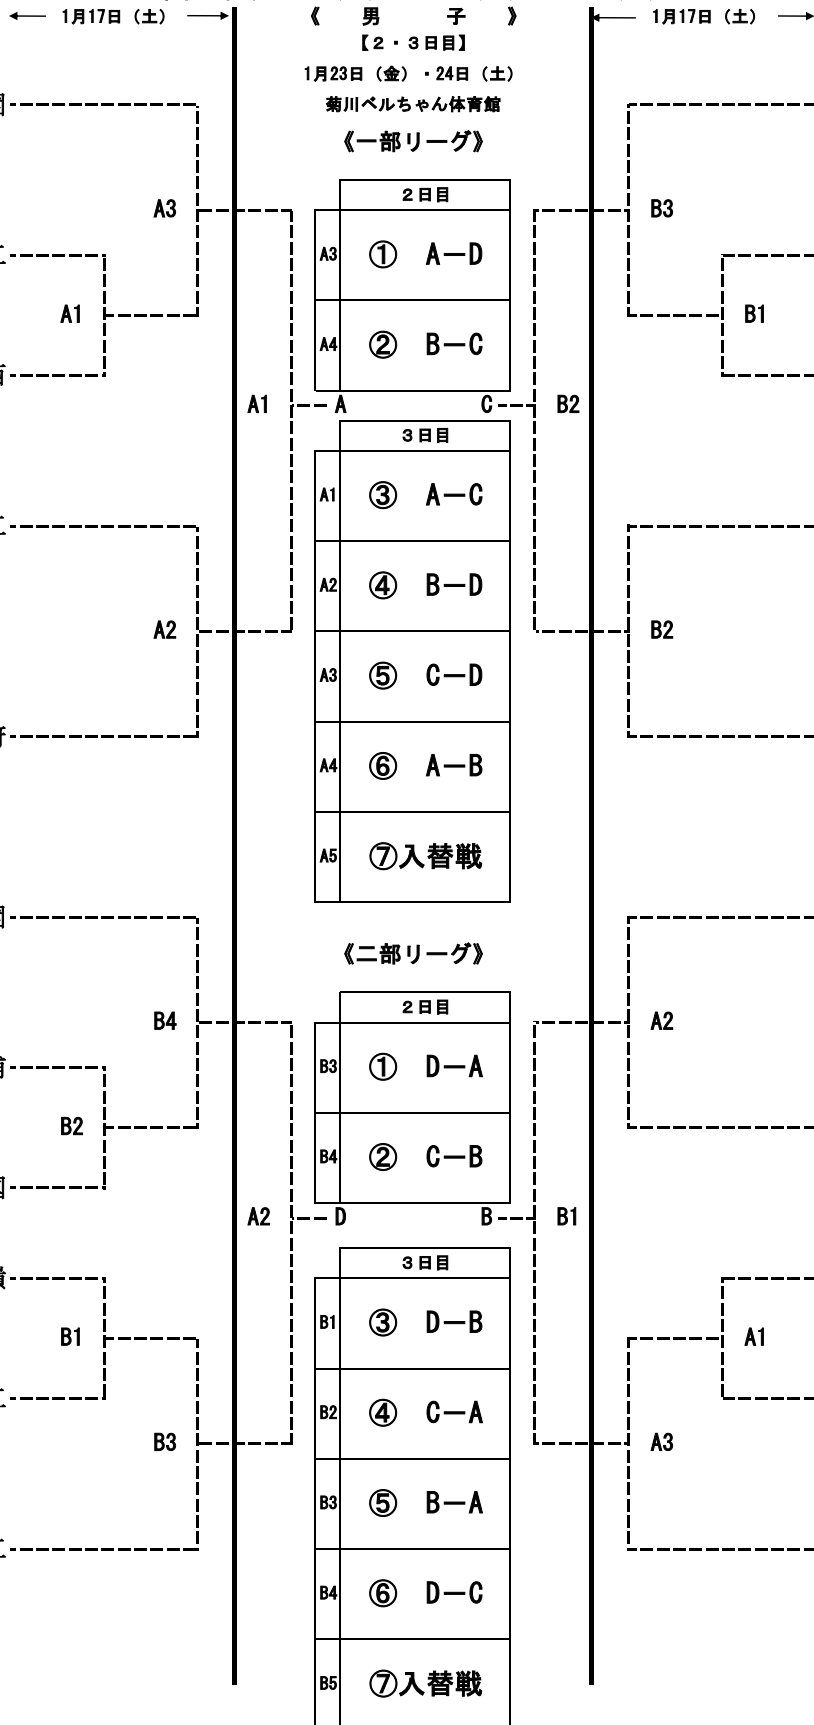 1月17日（土）
《　男　子　》
1月17日（土）
【２・３日目】
1月23日（金）・24日（土）
菊川ベルちゃん体育館
《一部リーグ》
２日目
A3 B3
A3 ① A－D
A1 B1
A4 ② B－C
A1 A C B2
３日目
A1 ③ A－C
A2 ④ B－D
A2 B2
A3 ⑤ C－D
A4 ⑥ A－B
A5 ⑦入替戦
《二部リーグ》
２日目
B4 A2
B3 ① D－A
B2
B4 ② C－B
A2 D B B1
３日目
B1 ③ D－B
B1 A1
B2 ④ C－A
B3 A3
B3 ⑤ B－A
B4 ⑥ D－C
B5 ⑦入替戦